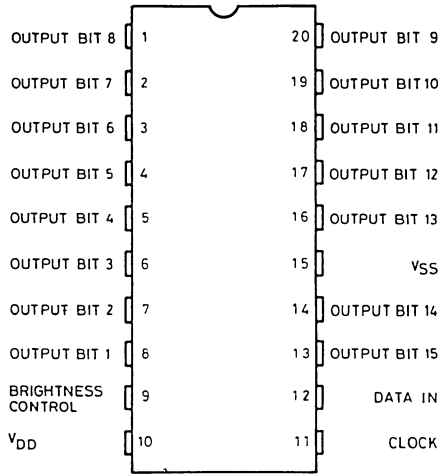 OUTPUT BIT 8 1 20 OUTPUT BIT 9
OUTPUT BIT 7 2 19 OUTPUT BIT 10
OUTPUT BIT 6 3 18 OUTPUT BIT 11
OUTPUT BIT 5 4 17 OUTPUT BIT 12
OUTPUT BIT 4 5 16 OUTPUT BIT 13
OUTPUT BIT 3 6 15 VSS
OUTPUT BIT 2 7 14 OUTPUT BIT 14
OUTPUT BIT 1 8 13 OUTPUT BIT 15
BRIGHTNESS
CONTROL 9 12 DATA IN
VDD 10 11 CLOCK